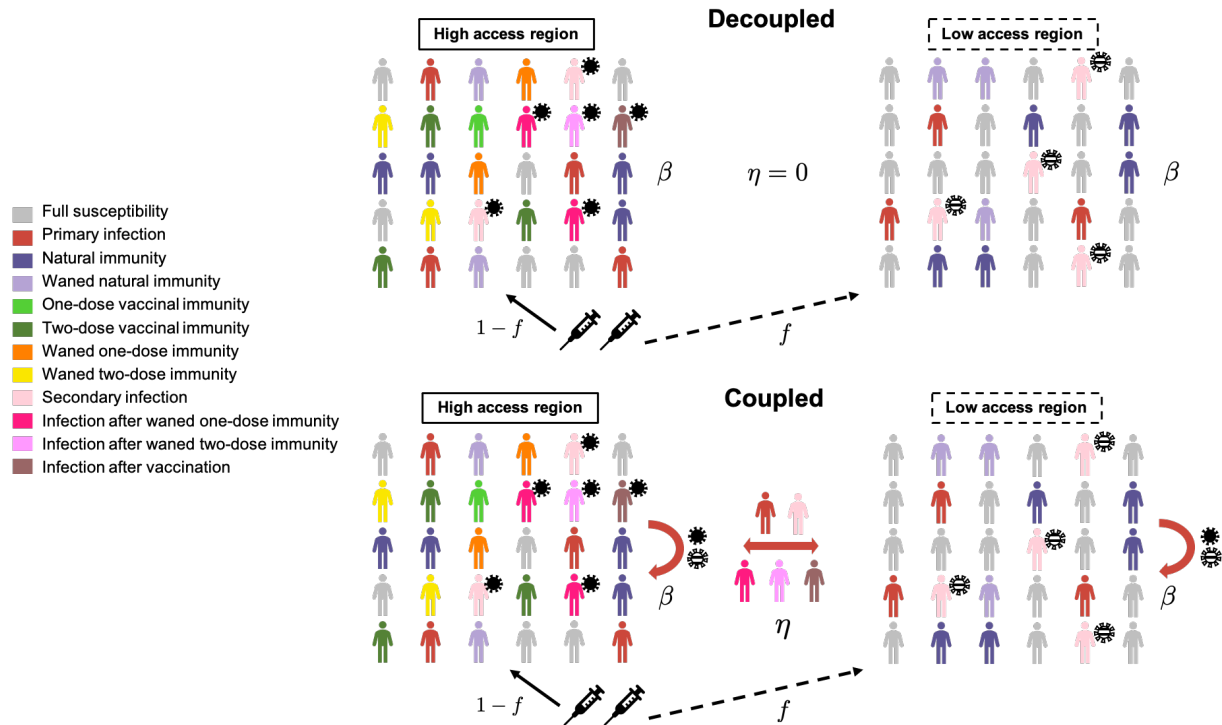 Decoupled
High access region
Low access region
β
η = 0
β
1 − f
f
Full susceptibility
Primary infection
Natural immunity
Waned natural immunity
One-dose vaccinal immunity
Two-dose vaccinal immunity
Waned one-dose immunity
Waned two-dose immunity
Secondary infection
Infection after waned one-dose immunity
Infection after waned two-dose immunity
Infection after vaccination
Coupled
High access region
Low access region
β
η
β
1 − f
f